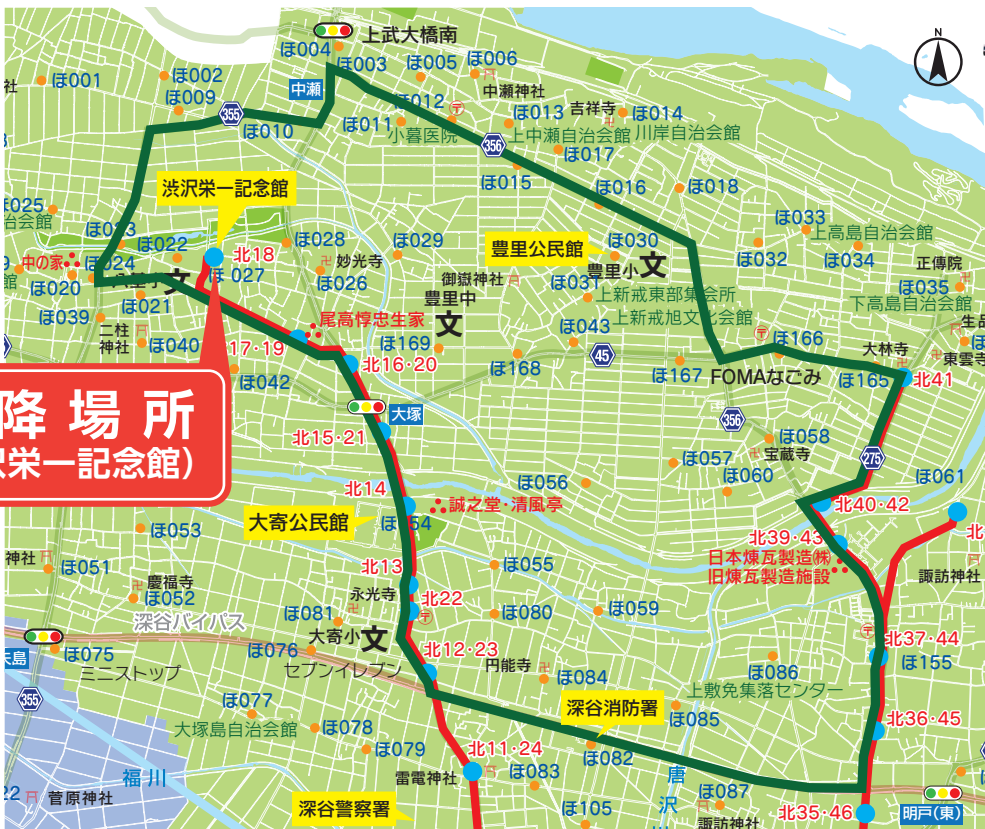 N
上武大橋南
ほ004
ほ003
ほ005
ほ006
ほ001
ほ002
中瀬
中瀬神社
社
ほ009
355
ほ010
ほ012
〒
ほ013
吉祥寺
ほ014
ほ011
小暮医院
上中瀬自治会館
川岸自治会館
356
ほ017
ほ015
渋沢栄一記念館
ほ016
ほ018
ほ025
治会館
ほ033
上高島自治会館
ほ022
ほ028
ほ029
豊里公民館
ほ030
ほ032
ほ034
中の家
ほ024
北18
妙光寺
豊里小
文
正傳院
ほ020
文
ほ027
ほ026
御嶽神社
ほ031
上新戒東部集会所
ほ035
館
ほ021
豊里中
文
下高島自治会館
ほ039
尾高惇忠生家
上新戒旭文化会館
二柱
神社
ほ040
17・19
ほ169
ほ043
〒
ほ166
大林寺
東雲寺
45
北16・20
ほ168
ほ167
FOMAなごみ
ほ165
北41
ほ042
降場所
沢栄一記念館)
大塚
356
北15・21
ほ058
宝蔵寺
275
ほ057
ほ060
ほ061
北14
ほ056
誠之堂・清風亭
北40・42
大寄公民館
ほ053
北39・43
日本煉瓦製造㈱
旧煉瓦製造施設
神社
ほ051
北13
ほ055
諏訪神社
慶福寺
ほ052
永光寺
北22
〒
深谷バイパス
ほ081
ほ080
ほ059
〒
大寄小
文
北37・44
ほ075
ほ076
北12・23
円能寺
ほ086
ほ155
ミニストップ
セブンイレブン
ほ084
上敷免集落センター
355
ほ077
深谷消防署
ほ085
北36・45
大塚島自治会館
ほ078
ほ079
北11・24
ほ082
福川
雷電神社
ほ083
唐沢
ほ087
22
菅原神社
深谷警察署
ほ105
諏訪神社
北35・46
明戸(東)